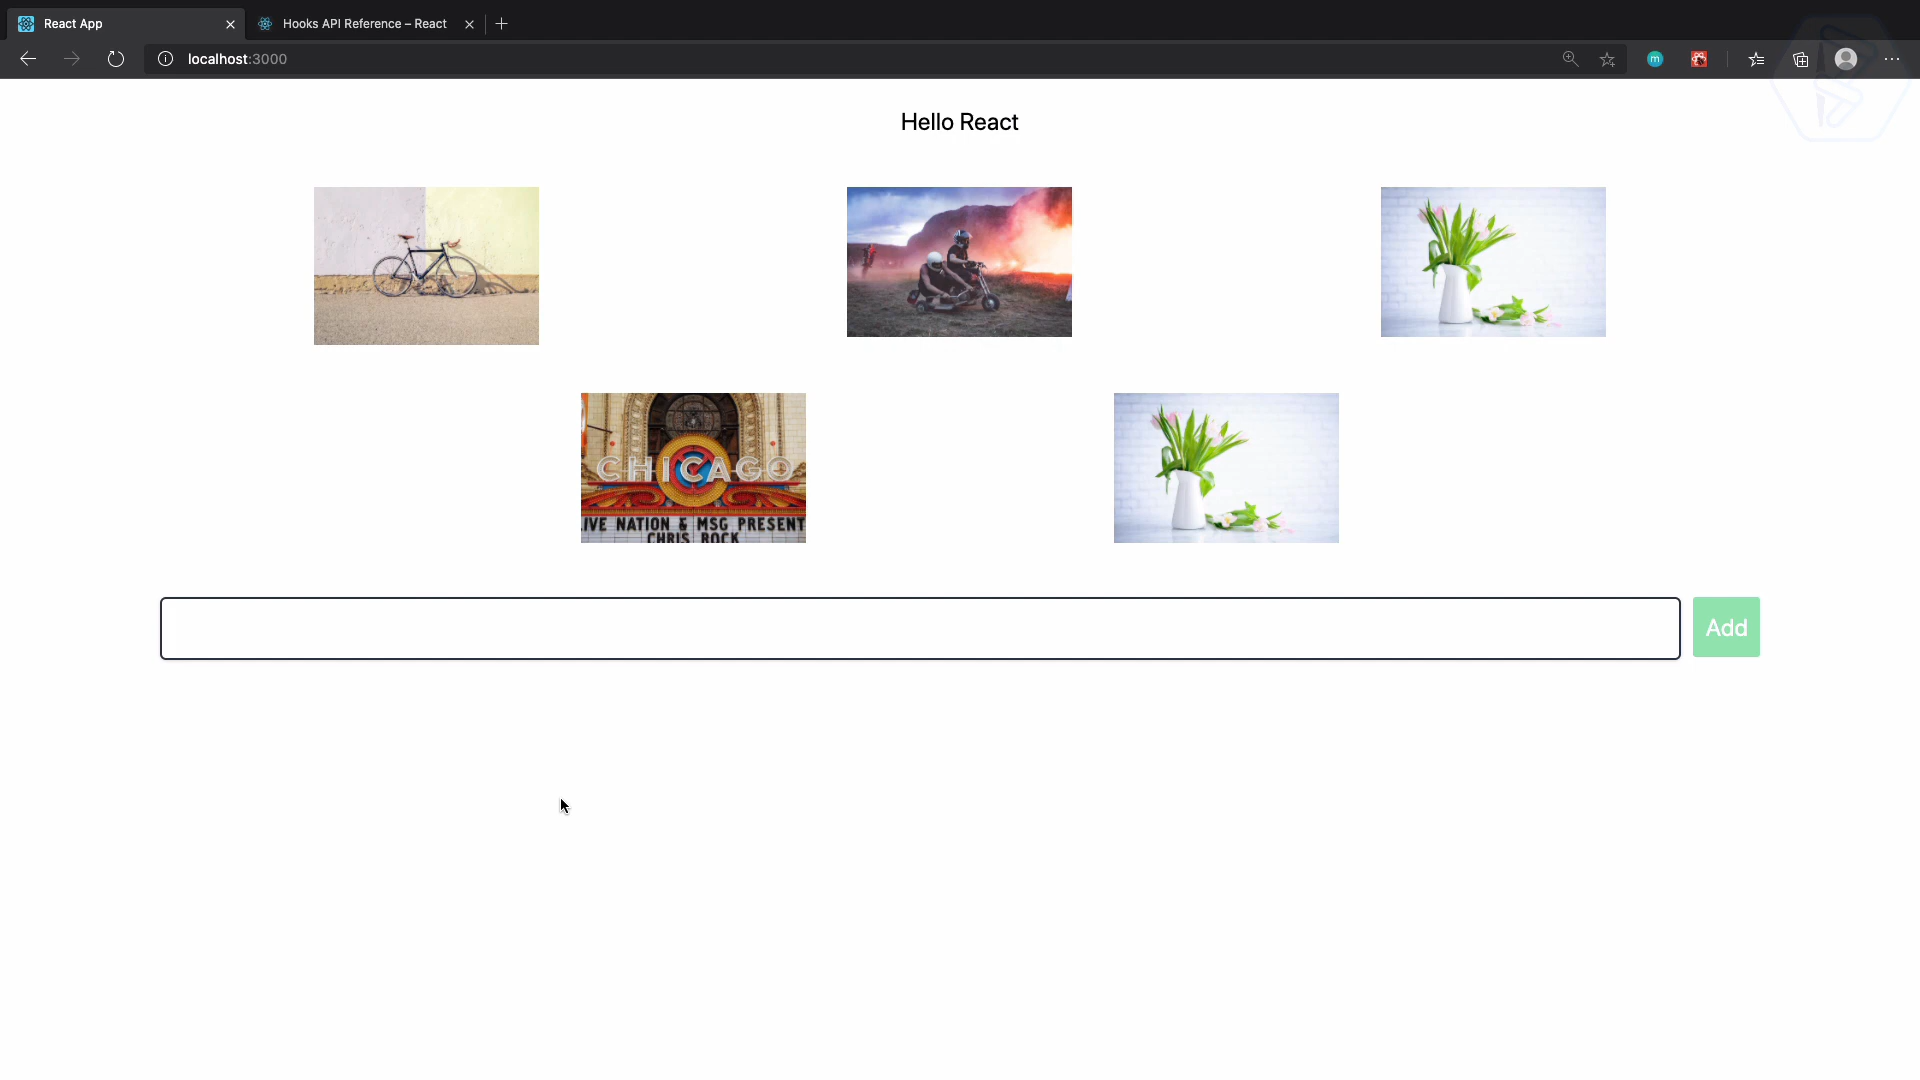 React App
Hooks API Reference – React
localhost:3000
m
Hello React
CHICAGO
IVE NATION & MSG PRESENT
CHRIS ROCK
Add